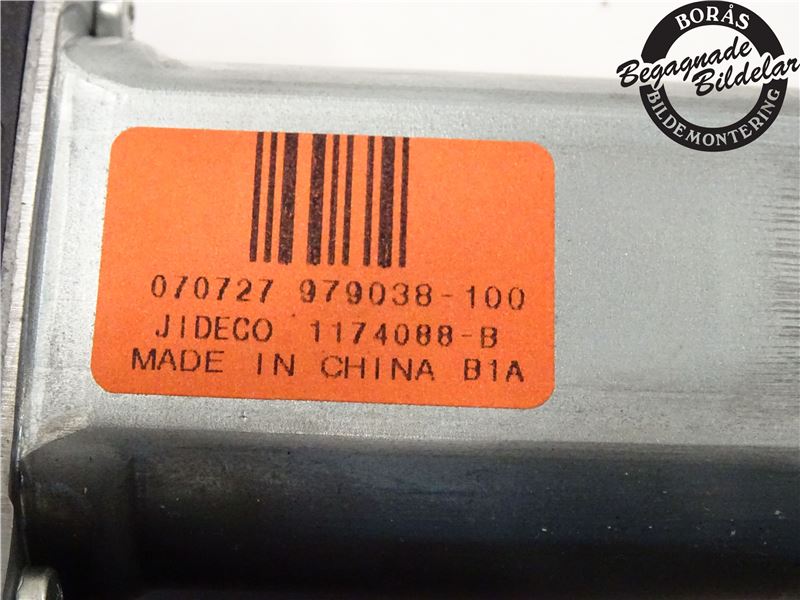 BORÅS
Begagnade
Bildelar
BILDEMONTERING
070727 979038-100
JIDECO 1174088-B
MADE IN CHINA B1A